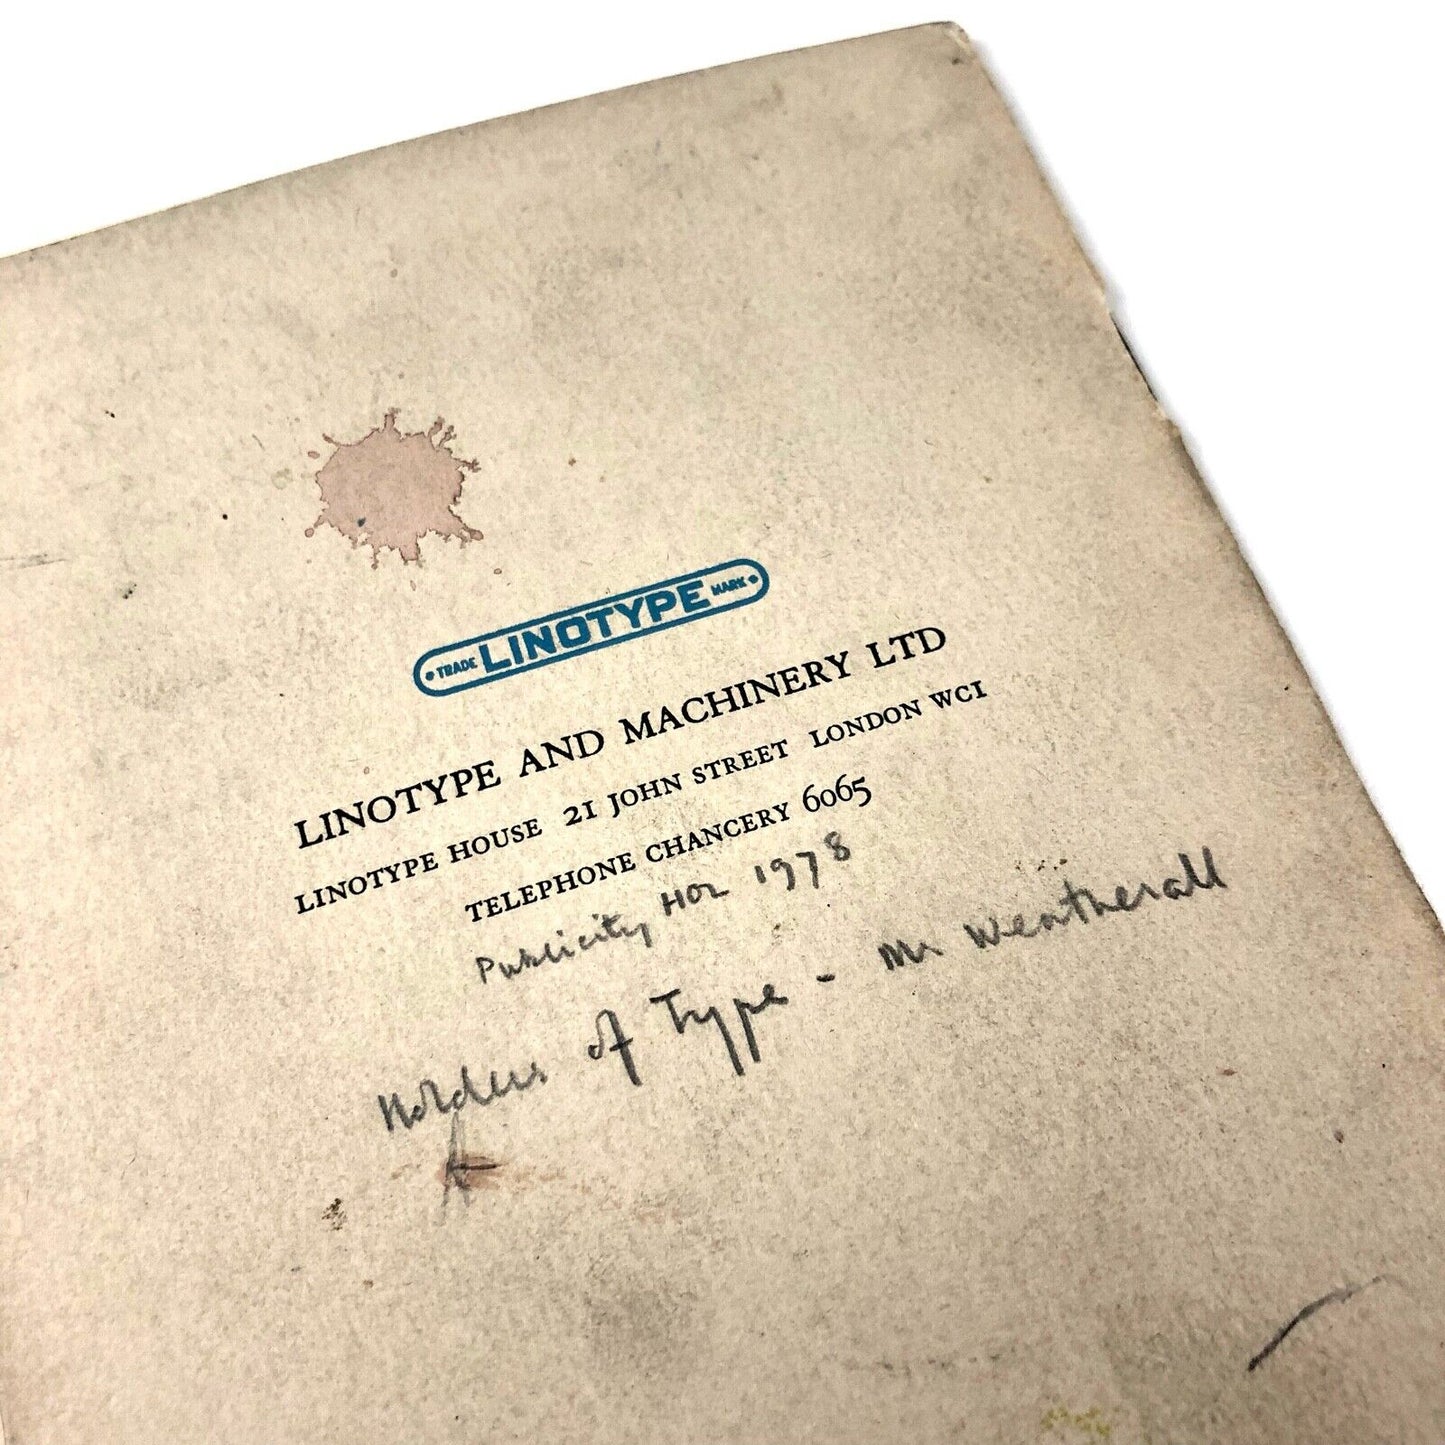 • TRADE LINOTYPE MARK •
LINOTYPE AND MACHINERY LTD
LINOTYPE HOUSE 21 JOHN STREET LONDON WC1
TELEPHONE CHANCERY 6065
Publicity HOL 1978
Holders of Type - Mr Weatherall